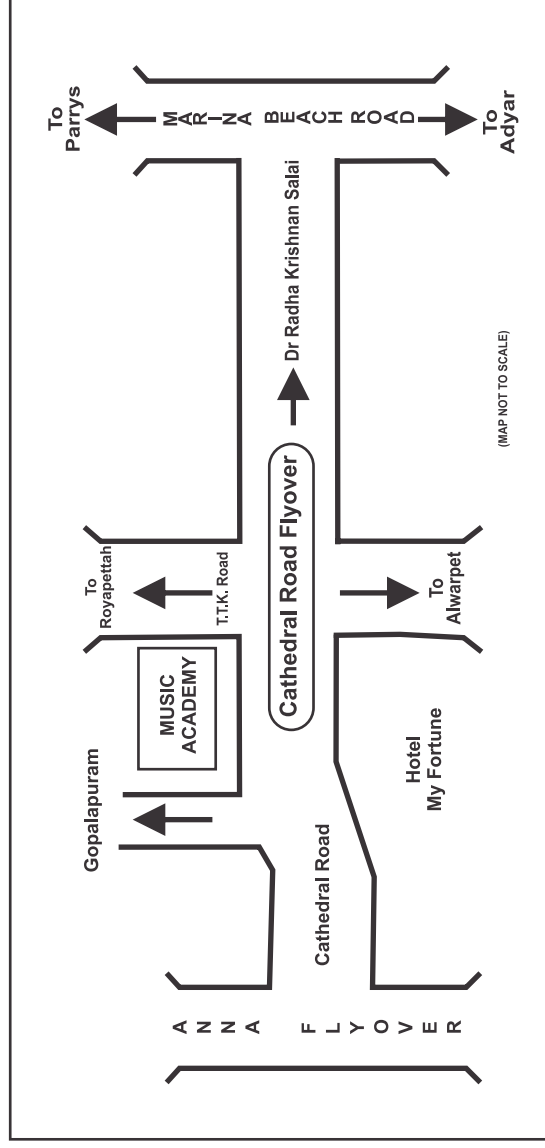 To
Parrys
MARINA BEACH ROAD
To
Adyar
Dr Radha Krishnan Salai
(MAP NOT TO SCALE)
To
Royapettah
T.T.K. Road
Cathedral Road Flyover
To
Alwarpet
MUSIC
ACADEMY
Gopalapuram
Hotel
My Fortune
Cathedral Road
ANNA FLYOVER